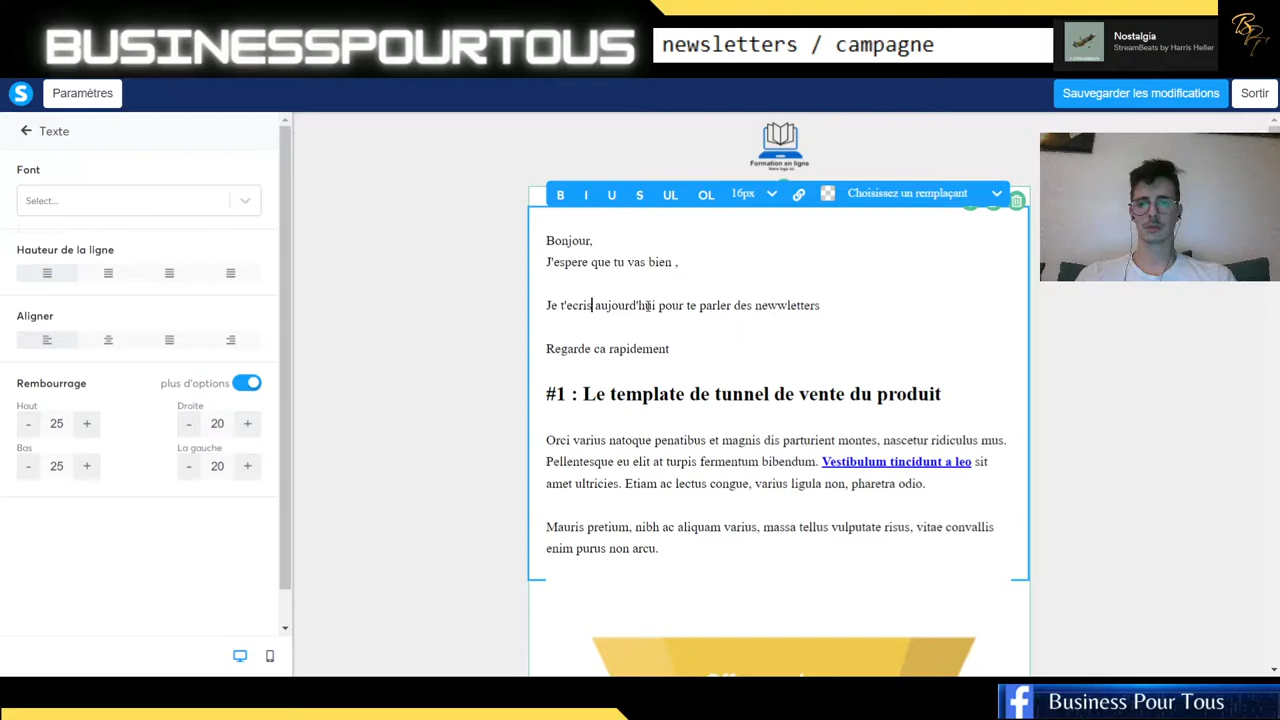 BUSINESSPOURTOUS
newsletters / campagne
Nostalgia
StreamBeats by Harris Heller
S
Paramètres
Sauvegarder les modifications
Sortir
Texte
Font
Select...
Hauteur de la ligne
Aligner
Rembourrage
plus d'options
Haut
Droite
- 25 +
- 20 +
Bas
La gauche
- 25 +
- 20 +
Formation en ligne
Votre logo ici
B I U S UL OL 16px Choisissez un remplaçant
Bonjour,
J'espere que tu vas bien ,
Je t'ecris aujourd'hui pour te parler des newwletters
Regarde ca rapidement
#1 : Le template de tunnel de vente du produit
Orci varius natoque penatibus et magnis dis parturient montes, nascetur ridiculus mus.
Pellentesque eu elit at turpis fermentum bibendum. Vestibulum tincidunt a leo sit
amet ultricies. Etiam ac lectus congue, varius ligula non, pharetra odio.
Mauris pretium, nibh ac aliquam varius, massa tellus vulputate risus, vitae convallis
enim purus non arcu.
Business Pour Tous